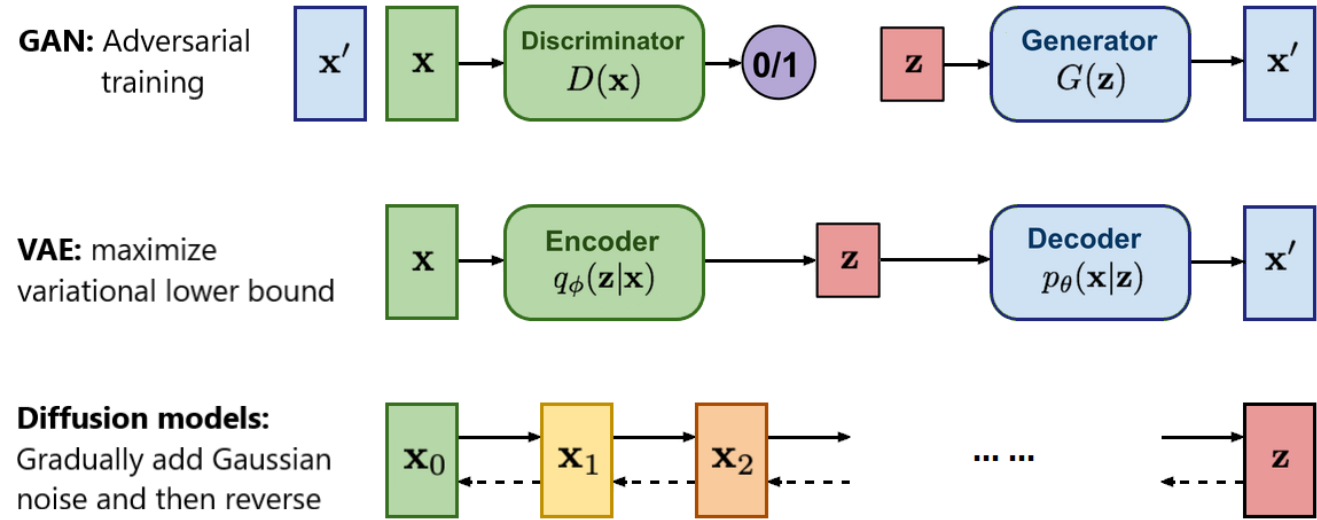 GAN: Adversarial
training
x′
x
Discriminator
D(x)
0/1
z
Generator
G(z)
x′
VAE: maximize
variational lower bound
x
Encoder
qϕ(z|x)
z
Decoder
pθ(x|z)
x′
Diffusion models:
Gradually add Gaussian
noise and then reverse
x0
x1
x2
... ...
z